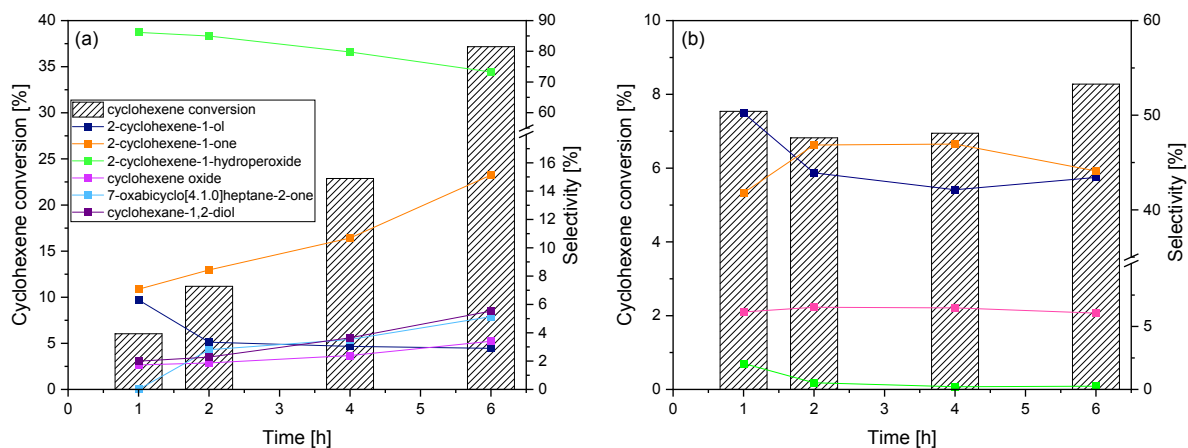 (a)
Cyclohexene conversion [%]
40
35
30
25
20
15
10
5
0
cyclohexene conversion
2-cyclohexene-1-ol
2-cyclohexene-1-one
2-cyclohexene-1-hydroperoxide
cyclohexene oxide
7-oxabicyclo[4.1.0]heptane-2-one
cyclohexane-1,2-diol
90
80
70
60
16
14
12
10
8
6
4
2
0
Selectivity [%]
0 1 2 3 4 5 6
Time [h]
(b)
Cyclohexene conversion [%]
10
8
6
4
2
0
60
50
40
5
0
Selectivity [%]
0 1 2 3 4 5 6
Time [h]